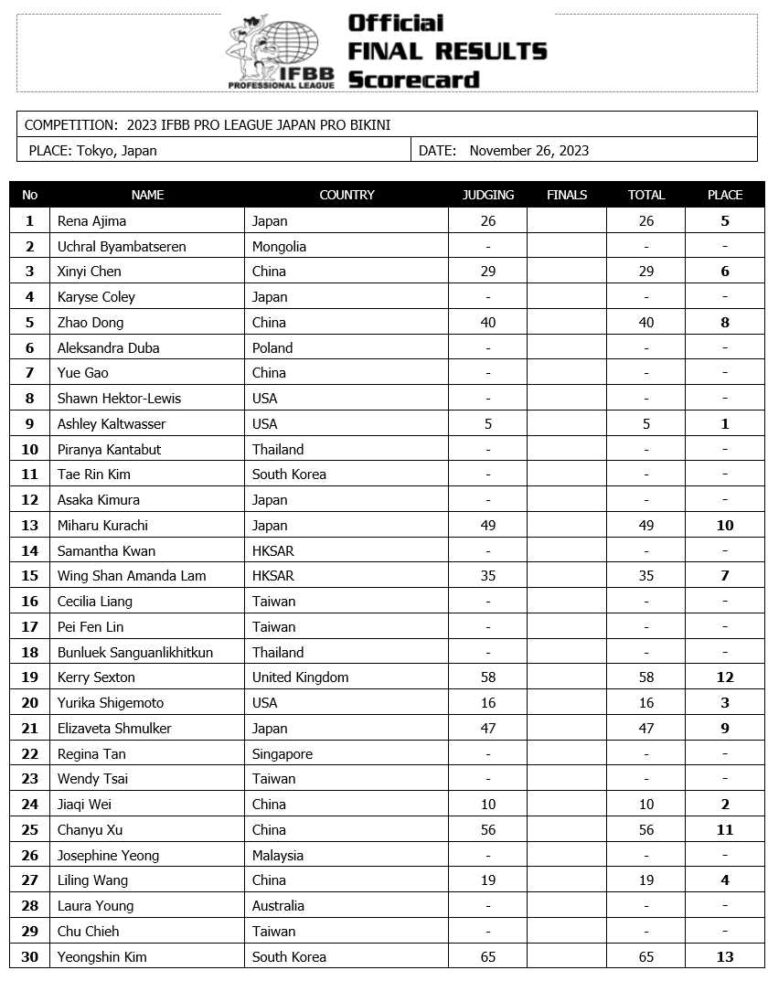 Official
FINAL RESULTS
Scorecard
IFBB
PROFESSIONAL LEAGUE
COMPETITION: 2023 IFBB PRO LEAGUE JAPAN PRO BIKINI
PLACE: Tokyo, Japan DATE: November 26, 2023
No NAME COUNTRY JUDGING FINALS TOTAL PLACE
1 Rena Ajima Japan 26 26 5
2 Uchral Byambatseren Mongolia - - -
3 Xinyi Chen China 29 29 6
4 Karyse Coley Japan - - -
5 Zhao Dong China 40 40 8
6 Aleksandra Duba Poland - - -
7 Yue Gao China - - -
8 Shawn Hektor-Lewis USA - - -
9 Ashley Kaltwasser USA 5 5 1
10 Piranya Kantabut Thailand - - -
11 Tae Rin Kim South Korea - - -
12 Asaka Kimura Japan - - -
13 Miharu Kurachi Japan 49 49 10
14 Samantha Kwan HKSAR - - -
15 Wing Shan Amanda Lam HKSAR 35 35 7
16 Cecilia Liang Taiwan - - -
17 Pei Fen Lin Taiwan - - -
18 Bunluek Sanguanlikhitkun Thailand - - -
19 Kerry Sexton United Kingdom 58 58 12
20 Yurika Shigemoto USA 16 16 3
21 Elizaveta Shmulker Japan 47 47 9
22 Regina Tan Singapore - - -
23 Wendy Tsai Taiwan - - -
24 Jiaqi Wei China 10 10 2
25 Chanyu Xu China 56 56 11
26 Josephine Yeong Malaysia - - -
27 Liling Wang China 19 19 4
28 Laura Young Australia - - -
29 Chu Chieh Taiwan - - -
30 Yeongshin Kim South Korea 65 65 13